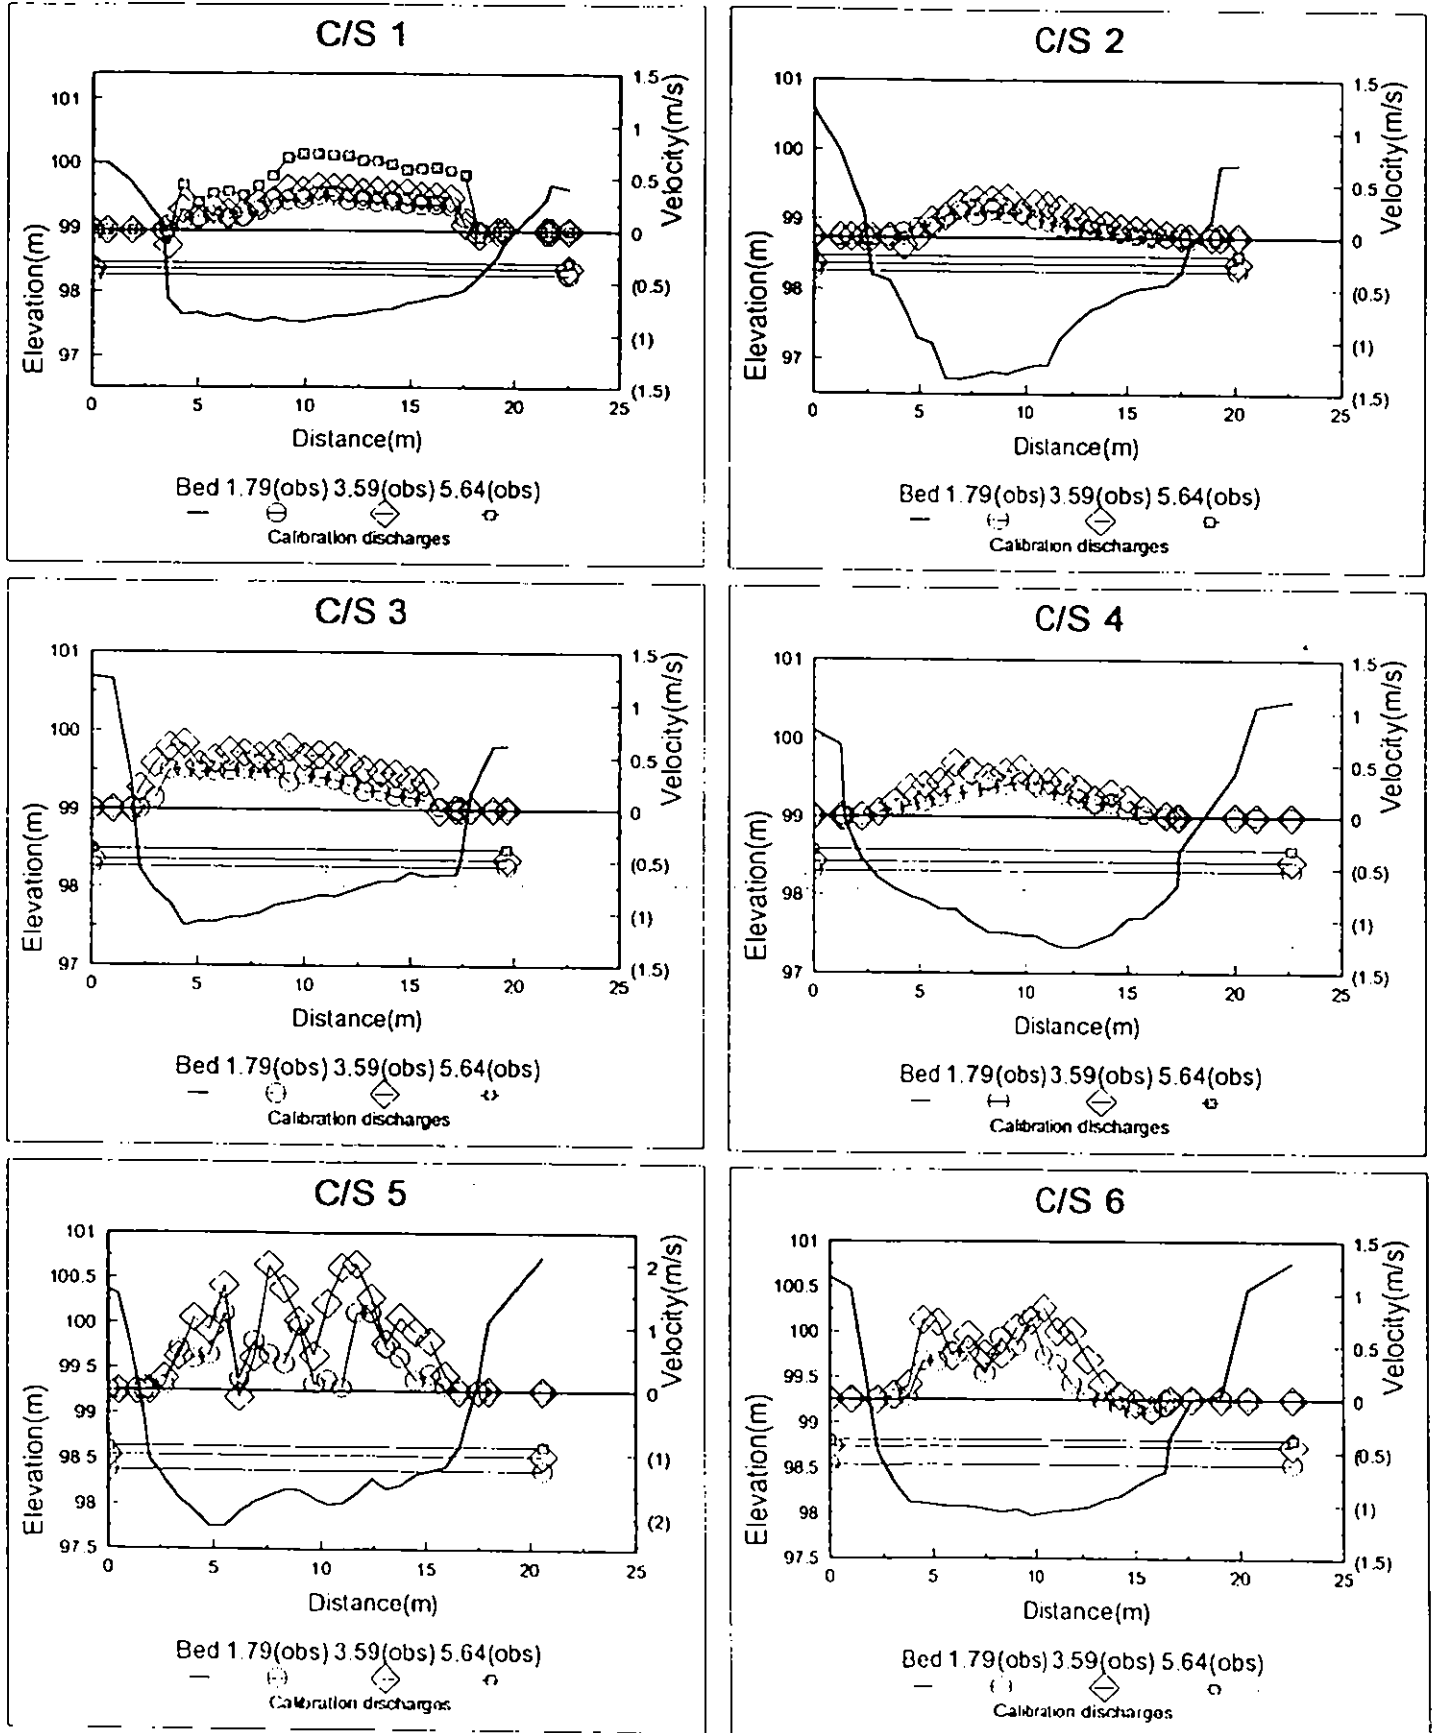 C/S 1
Elevation(m)
101
100
99
98
97
1.5
1
0.5
0
(0.5)
(1)
(1.5)
Velocity(m/s)
0 5 10 15 20 25
Distance(m)
Bed 1.79(obs) 3.59(obs) 5.64(obs)
Calibration discharges
C/S 2
Elevation(m)
101
100
99
98
97
1.5
1
0.5
0
(0.5)
(1)
(1.5)
Velocity(m/s)
0 5 10 15 20 25
Distance(m)
Bed 1.79(obs) 3.59(obs) 5.64(obs)
Calibration discharges
C/S 3
Elevation(m)
101
100
99
98
97
1.5
1
0.5
0
(0.5)
(1)
(1.5)
Velocity(m/s)
0 5 10 15 20 25
Distance(m)
Bed 1.79(obs) 3.59(obs) 5.64(obs)
Calibration discharges
C/S 4
Elevation(m)
101
100
99
98
97
1.5
1
0.5
0
(0.5)
(1)
(1.5)
Velocity(m/s)
0 5 10 15 20 25
Distance(m)
Bed 1.79(obs) 3.59(obs) 5.64(obs)
Calibration discharges
C/S 5
Elevation(m)
101
100.5
100
99.5
99
98.5
98
97.5
2
1
0
(1)
(2)
Velocity(m/s)
0 5 10 15 20 25
Distance(m)
Bed 1.79(obs) 3.59(obs) 5.64(obs)
Calibration discharges
C/S 6
Elevation(m)
101
100.5
100
99.5
99
98.5
98
97.5
1.5
1
0.5
0
(0.5)
(1)
(1.5)
Velocity(m/s)
0 5 10 15 20 25
Distance(m)
Bed 1.79(obs) 3.59(obs) 5.64(obs)
Calibration discharges